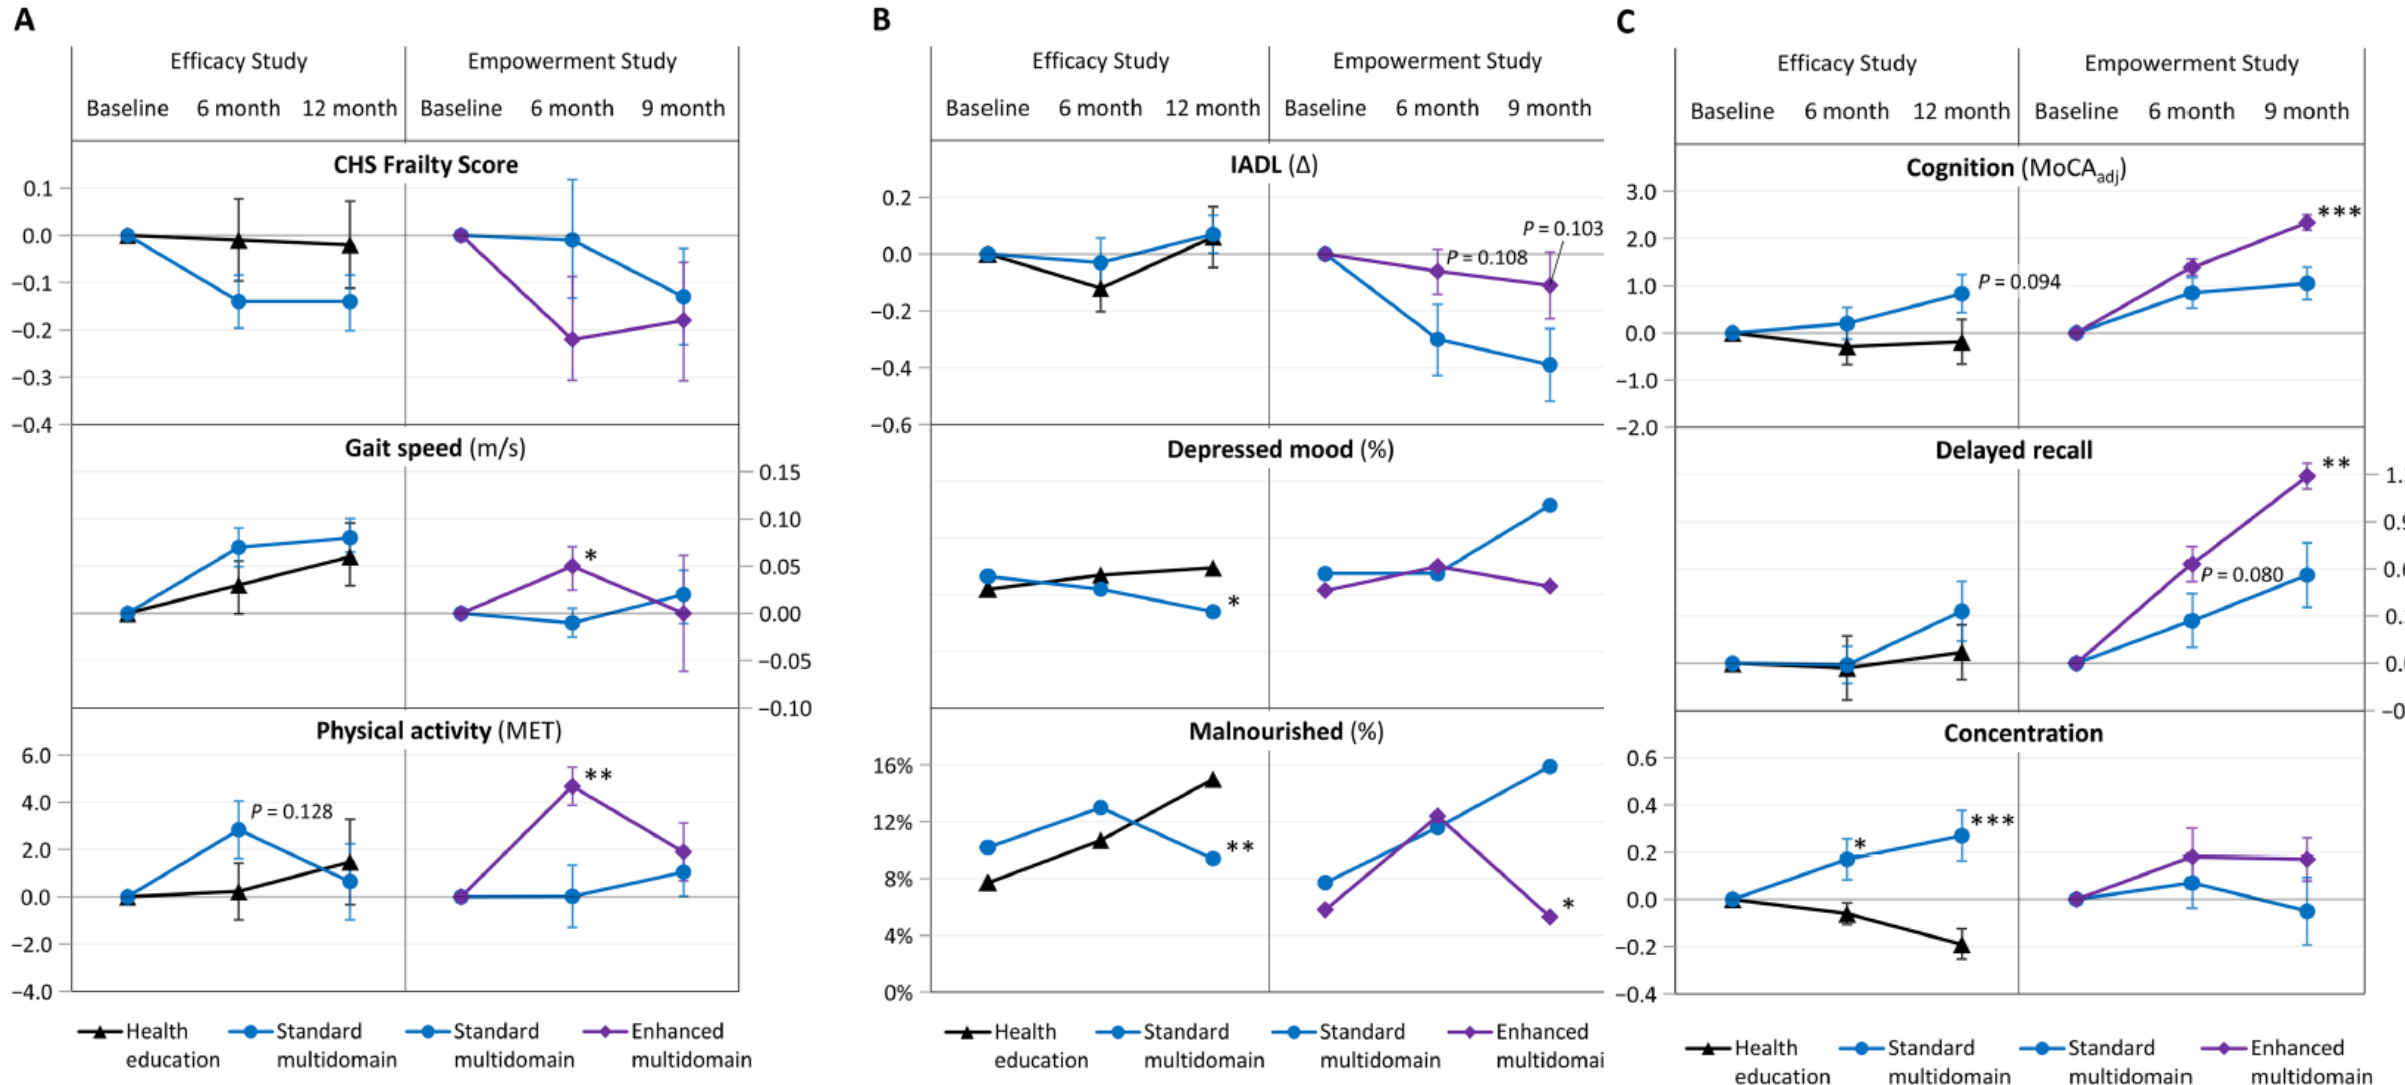 A
Efficacy Study Empowerment Study
Baseline 6 month 12 month Baseline 6 month 9 month
CHS Frailty Score
0.1
0.0
−0.1
−0.2
−0.3
−0.4
Gait speed (m/s)
0.15
0.10
*
0.05
0.00
−0.05
−0.10
Physical activity (MET)
6.0
**
4.0
P = 0.128
2.0
0.0
−2.0
−4.0
Health education
Standard multidomain
Standard multidomain
Enhanced multidomain
B
Efficacy Study Empowerment Study
Baseline 6 month 12 month Baseline 6 month 9 month
IADL (Δ)
0.2
P = 0.103
0.0
P = 0.108
−0.2
−0.4
−0.6
Depressed mood (%)
*
Malnourished (%)
16%
12%
**
8%
*
4%
0%
Health education
Standard multidomain
Standard multidomain
Enhanced multidomai
C
Efficacy Study Empowerment Study
Baseline 6 month 12 month Baseline 6 month 9 month
Cognition (MoCAadj)
3.0
***
2.0
P = 0.094
1.0
0.0
−1.0
−2.0
Delayed recall
**
P = 0.080
Concentration
0.6
0.4
***
*
0.2
0.0
−0.2
−0.4
Health education
Standard multidomain
Standard multidomain
Enhanced multidomain